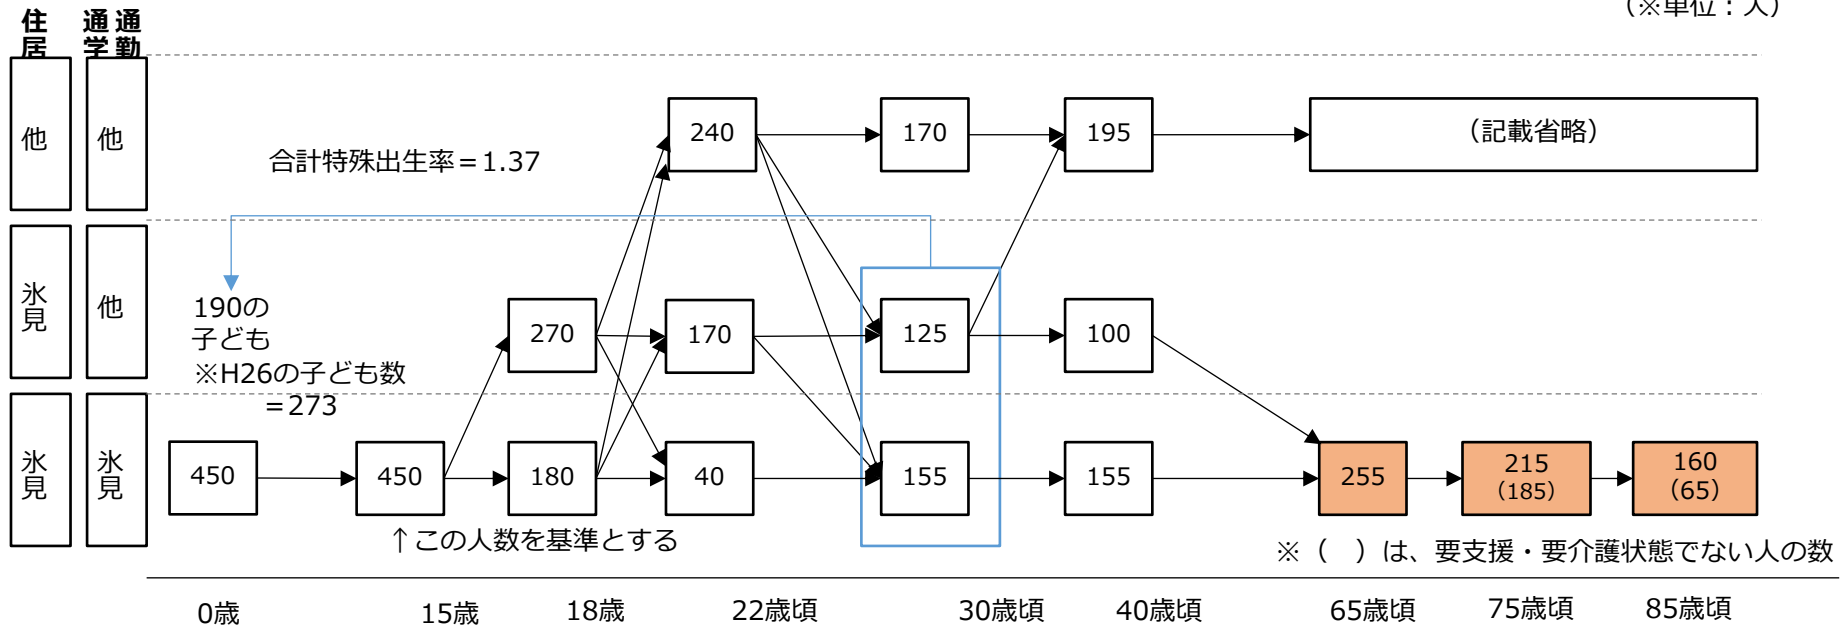 （※単位：人）
住居
通学
通勤
他
他
240
170
195
（記載省略）
合計特殊出生率＝1.37
氷見
他
190の
子ども
※H26の子ども数
＝273
270
170
125
100
氷見
氷見
450
450
180
40
155
155
255
215
（185）
160
（65）
↑この人数を基準とする
※（　）は、要支援・要介護状態でない人の数
0歳
15歳
18歳
22歳頃
30歳頃
40歳頃
65歳頃
75歳頃
85歳頃